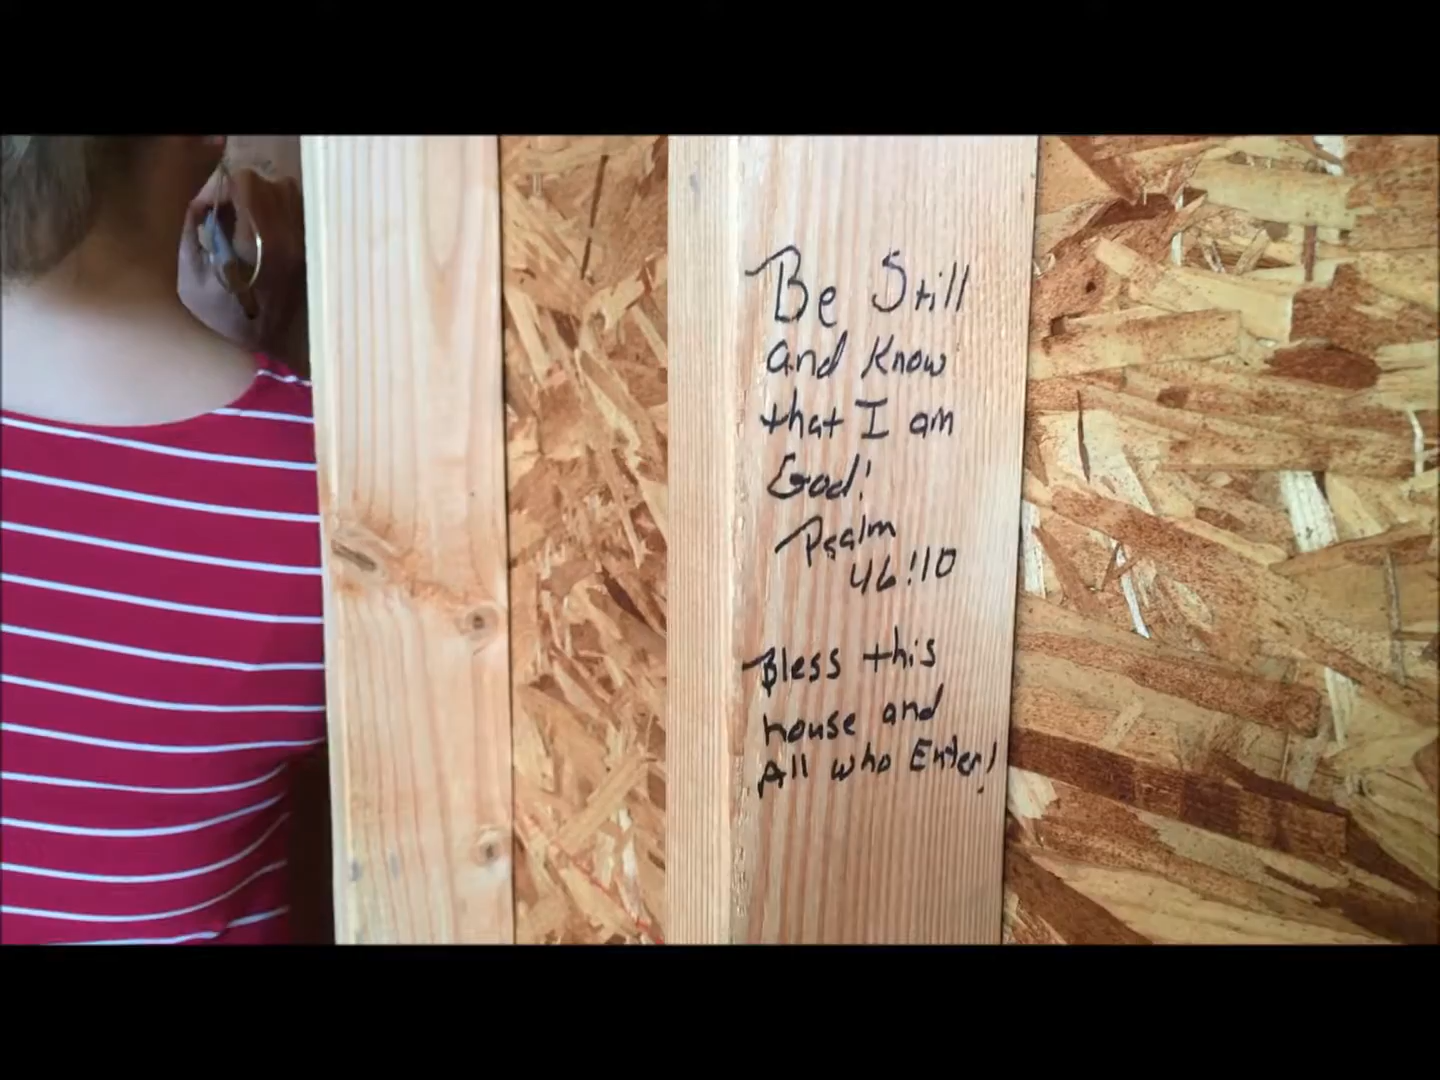 Be Still
and Know
that I am
God!
Psalm
46:10
Bless this
house and
All who Enter!